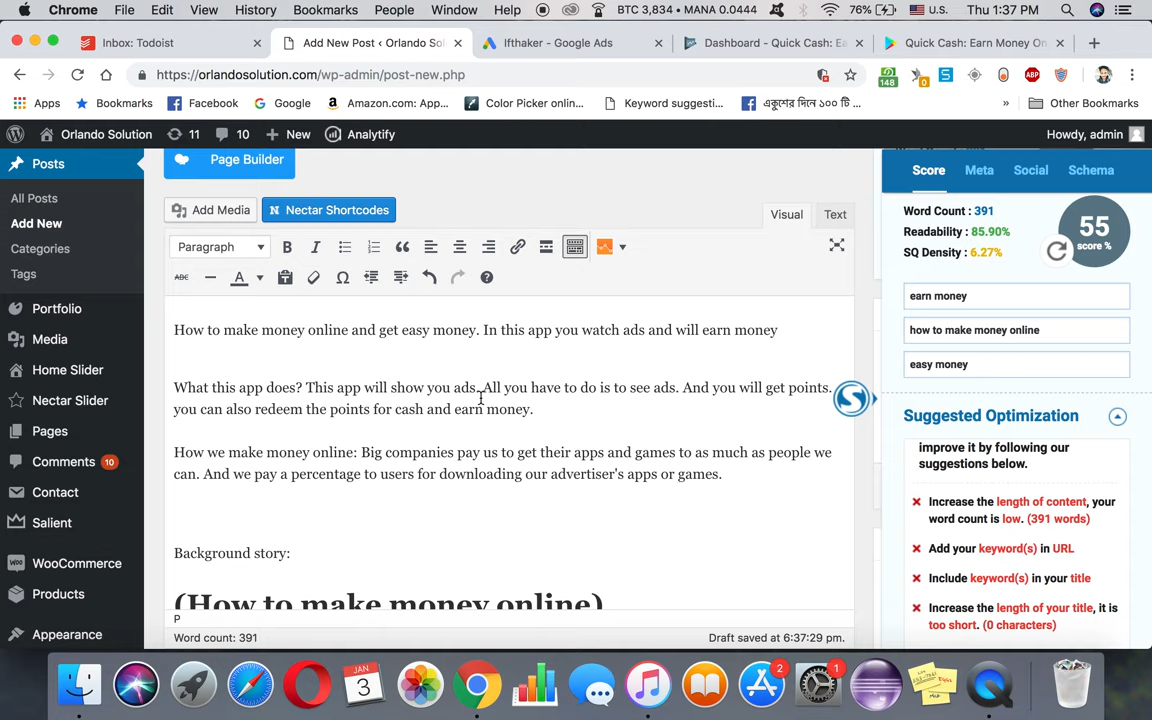 Chrome File Edit View History Bookmarks People Window Help BTC 3,834 • MANA 0.0444 76% U.S. Thu 1:37 PM
Inbox: Todoist
Add New Post ‹ Orlando Sol
Ifthaker - Google Ads
Dashboard - Quick Cash: Ea
Quick Cash: Earn Money On
https://orlandosolution.com/wp-admin/post-new.php
148
0
ABP
Apps Bookmarks Facebook Google Amazon.com: App... Color Picker onlin... Keyword suggesti... একুশের দিনে ১০০ টি ... » Other Bookmarks
Orlando Solution 11 10 New Analytify Howdy, admin
Posts
All Posts
Add New
Categories
Tags
Portfolio
Media
Home Slider
Nectar Slider
Pages
Comments 10
Contact
Salient
WooCommerce
Products
Appearance
Page Builder
Add Media
N Nectar Shortcodes
Visual Text
Paragraph B I
ABC A
How to make money online and get easy money. In this app you watch ads and will earn money
What this app does? This app will show you ads. All you have to do is to see ads. And you will get points.
you can also redeem the points for cash and earn money.
How we make money online: Big companies pay us to get their apps and games to as much as people we
can. And we pay a percentage to users for downloading our advertiser's apps or games.
Background story:
(How to make money online)
P
Word count: 391 Draft saved at 6:37:29 pm.
Score Meta Social Schema
Word Count : 391
Readability : 85.90%
SQ Density : 6.27%
55
score %
earn money
how to make money online
easy money
Suggested Optimization
improve it by following our
suggestions below.
Increase the length of content, your
word count is low. (391 words)
Add your keyword(s) in URL
Include keyword(s) in your title
Increase the length of your title, it is
too short. (0 characters)
JAN
3
2
1